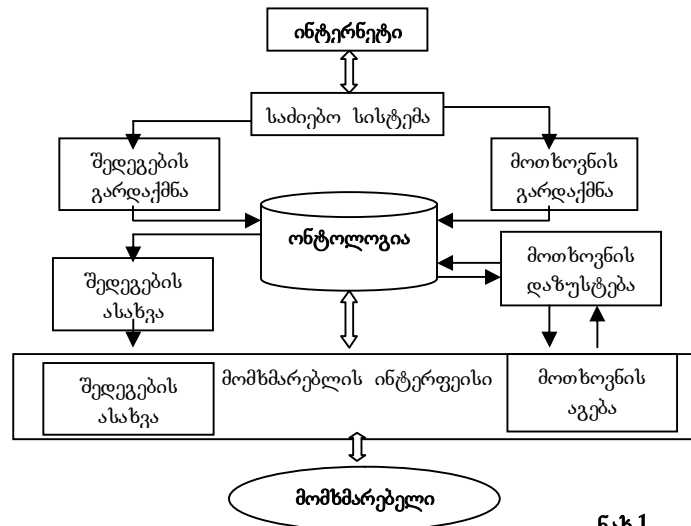 ინტერნეტი
საძიებო სისტემა
შედეგების
გარდაქმნა
მოთხოვნის
გარდაქმნა
ონტოლოგია
შედეგების
ასახვა
მოთხოვნის
დაზუსტება
შედეგების
ასახვა
მომხმარებლის ინტერფეისი
მოთხოვნის
აგება
მომხმარებელი
ნახ.1